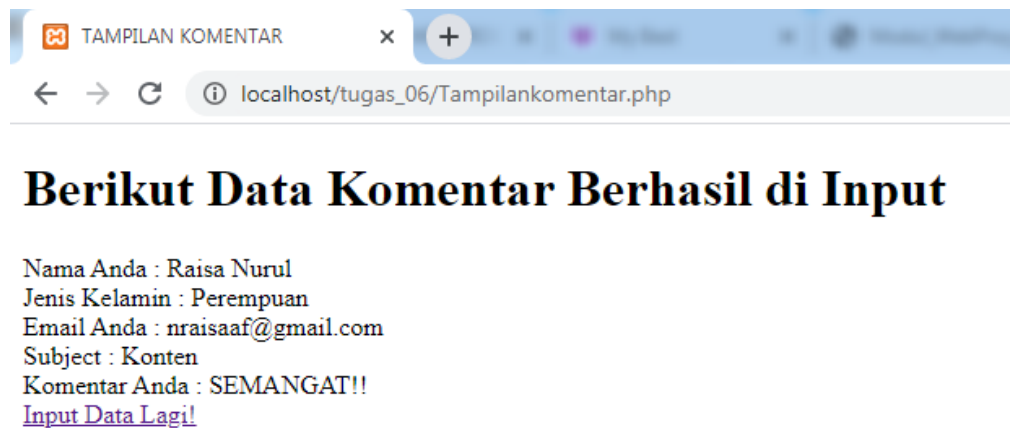 TAMPILAN KOMENTAR
localhost/tugas_06/Tampilankomentar.php
Berikut Data Komentar Berhasil di Input
Nama Anda : Raisa Nurul
Jenis Kelamin : Perempuan
Email Anda : nraisaaf@gmail.com
Subject : Konten
Komentar Anda : SEMANGAT!!
Input Data Lagi!